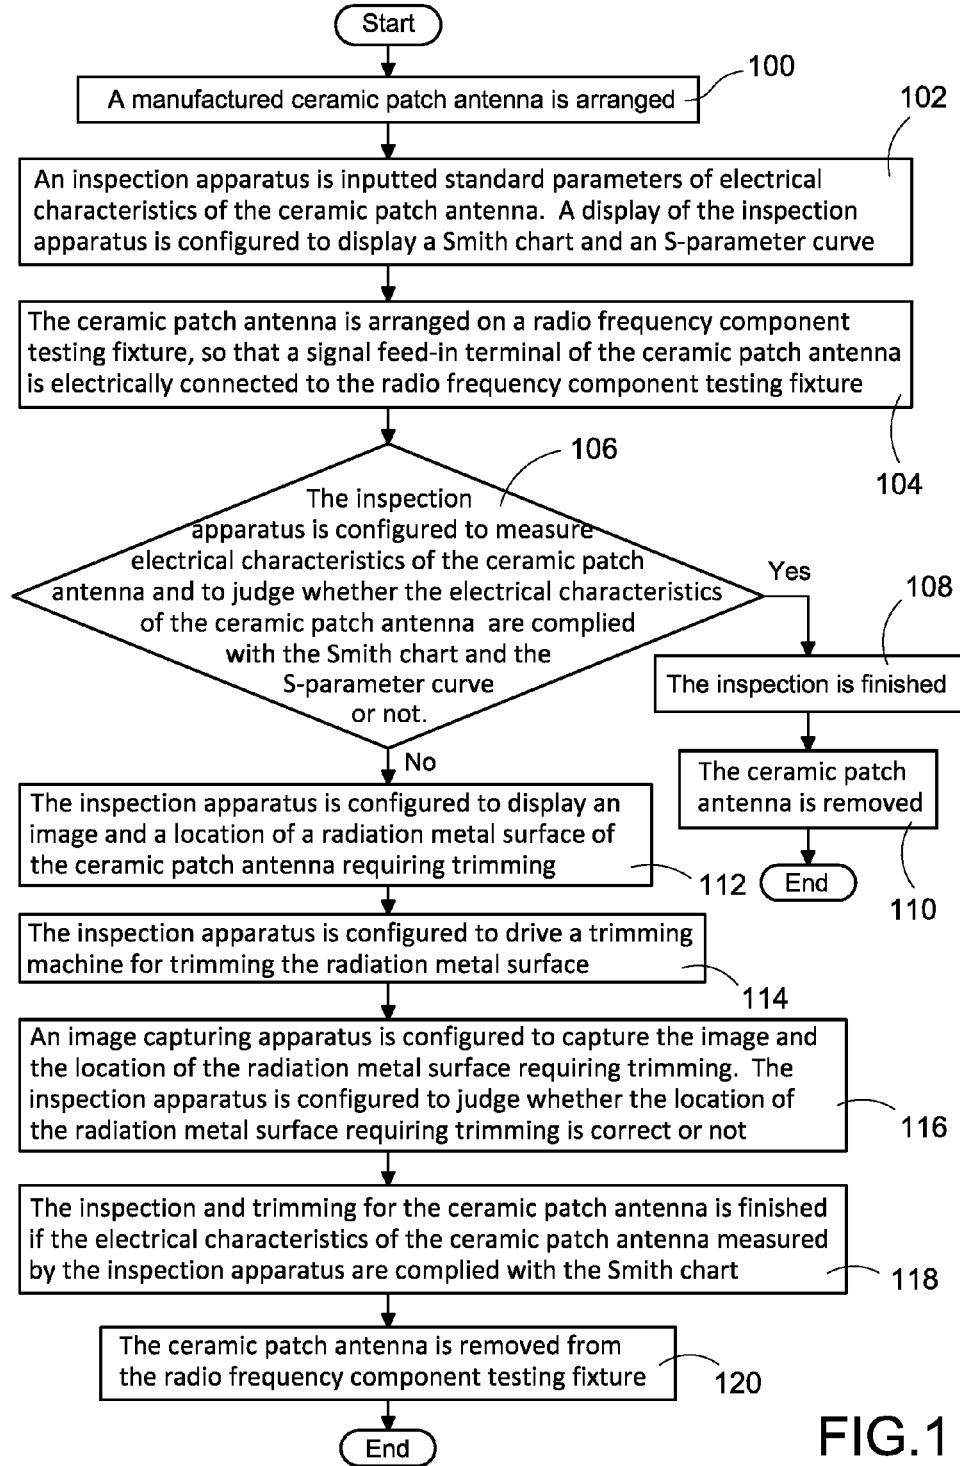 Start
100
A manufactured ceramic patch antenna is arranged
102
An inspection apparatus is inputted standard parameters of electrical
characteristics of the ceramic patch antenna. A display of the inspection
apparatus is configured to display a Smith chart and an S-parameter curve
The ceramic patch antenna is arranged on a radio frequency component
testing fixture, so that a signal feed-in terminal of the ceramic patch antenna
is electrically connected to the radio frequency component testing fixture
104
106
The inspection
apparatus is configured to measure
electrical characteristics of the ceramic patch
antenna and to judge whether the electrical characteristics
of the ceramic patch antenna are complied
with the Smith chart and the
S-parameter curve
or not.
Yes
108
The inspection is finished
The ceramic patch
antenna is removed
110
End
No
The inspection apparatus is configured to display an
image and a location of a radiation metal surface of
the ceramic patch antenna requiring trimming
112
The inspection apparatus is configured to drive a trimming
machine for trimming the radiation metal surface
114
An image capturing apparatus is configured to capture the image and
the location of the radiation metal surface requiring trimming. The
inspection apparatus is configured to judge whether the location of
the radiation metal surface requiring trimming is correct or not
116
The inspection and trimming for the ceramic patch antenna is finished
if the electrical characteristics of the ceramic patch antenna measured
by the inspection apparatus are complied with the Smith chart
118
The ceramic patch antenna is removed from
the radio frequency component testing fixture
120
End
FIG.1